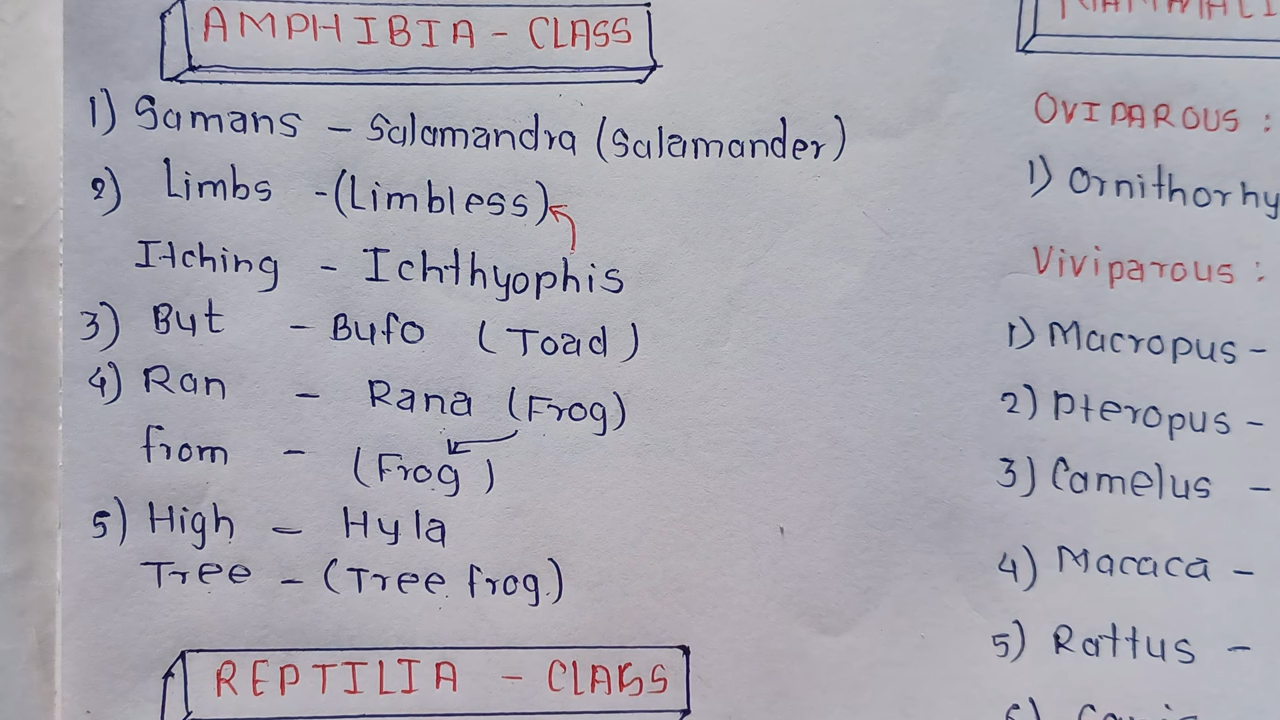 AMPHIBIA - CLASS
1) Samans - Salamandra (Salamander)
2) Limbs - (Limbless)
Itching - Ichthyophis
3) But - Bufo (Toad)
4) Ran - Rana (Frog)
from - (Frog)
5) High - Hyla
Tree - (Tree frog)
REPTILIA - CLASS
OVIPAROUS :
1) Ornithorhy
Viviparous :
1) Macropus -
2) Pteropus -
3) Camelus -
4) Macaca -
5) Rattus -